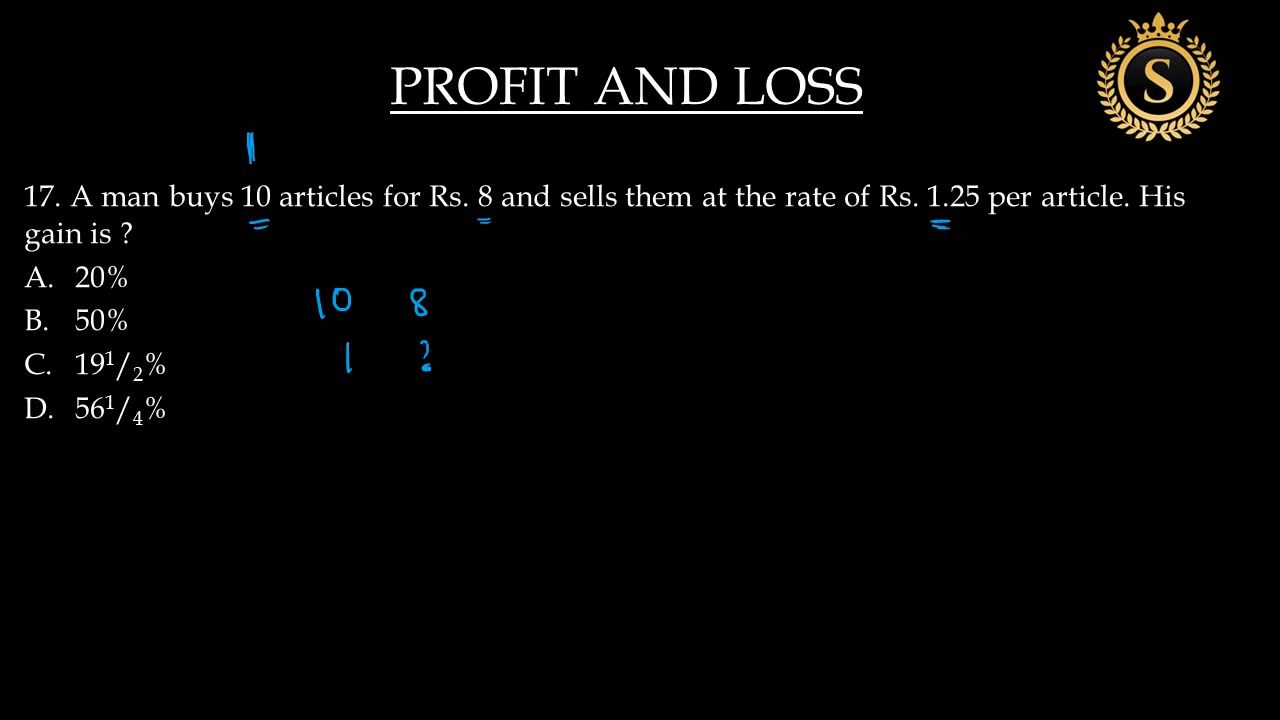 PROFIT AND LOSS
S
17. A man buys 10 articles for Rs. 8 and sells them at the rate of Rs. 1.25 per article. His
gain is ?
A. 20%
B. 50%
C. 19¹/₂%
D. 56¹/₄%
10 8
1 ?